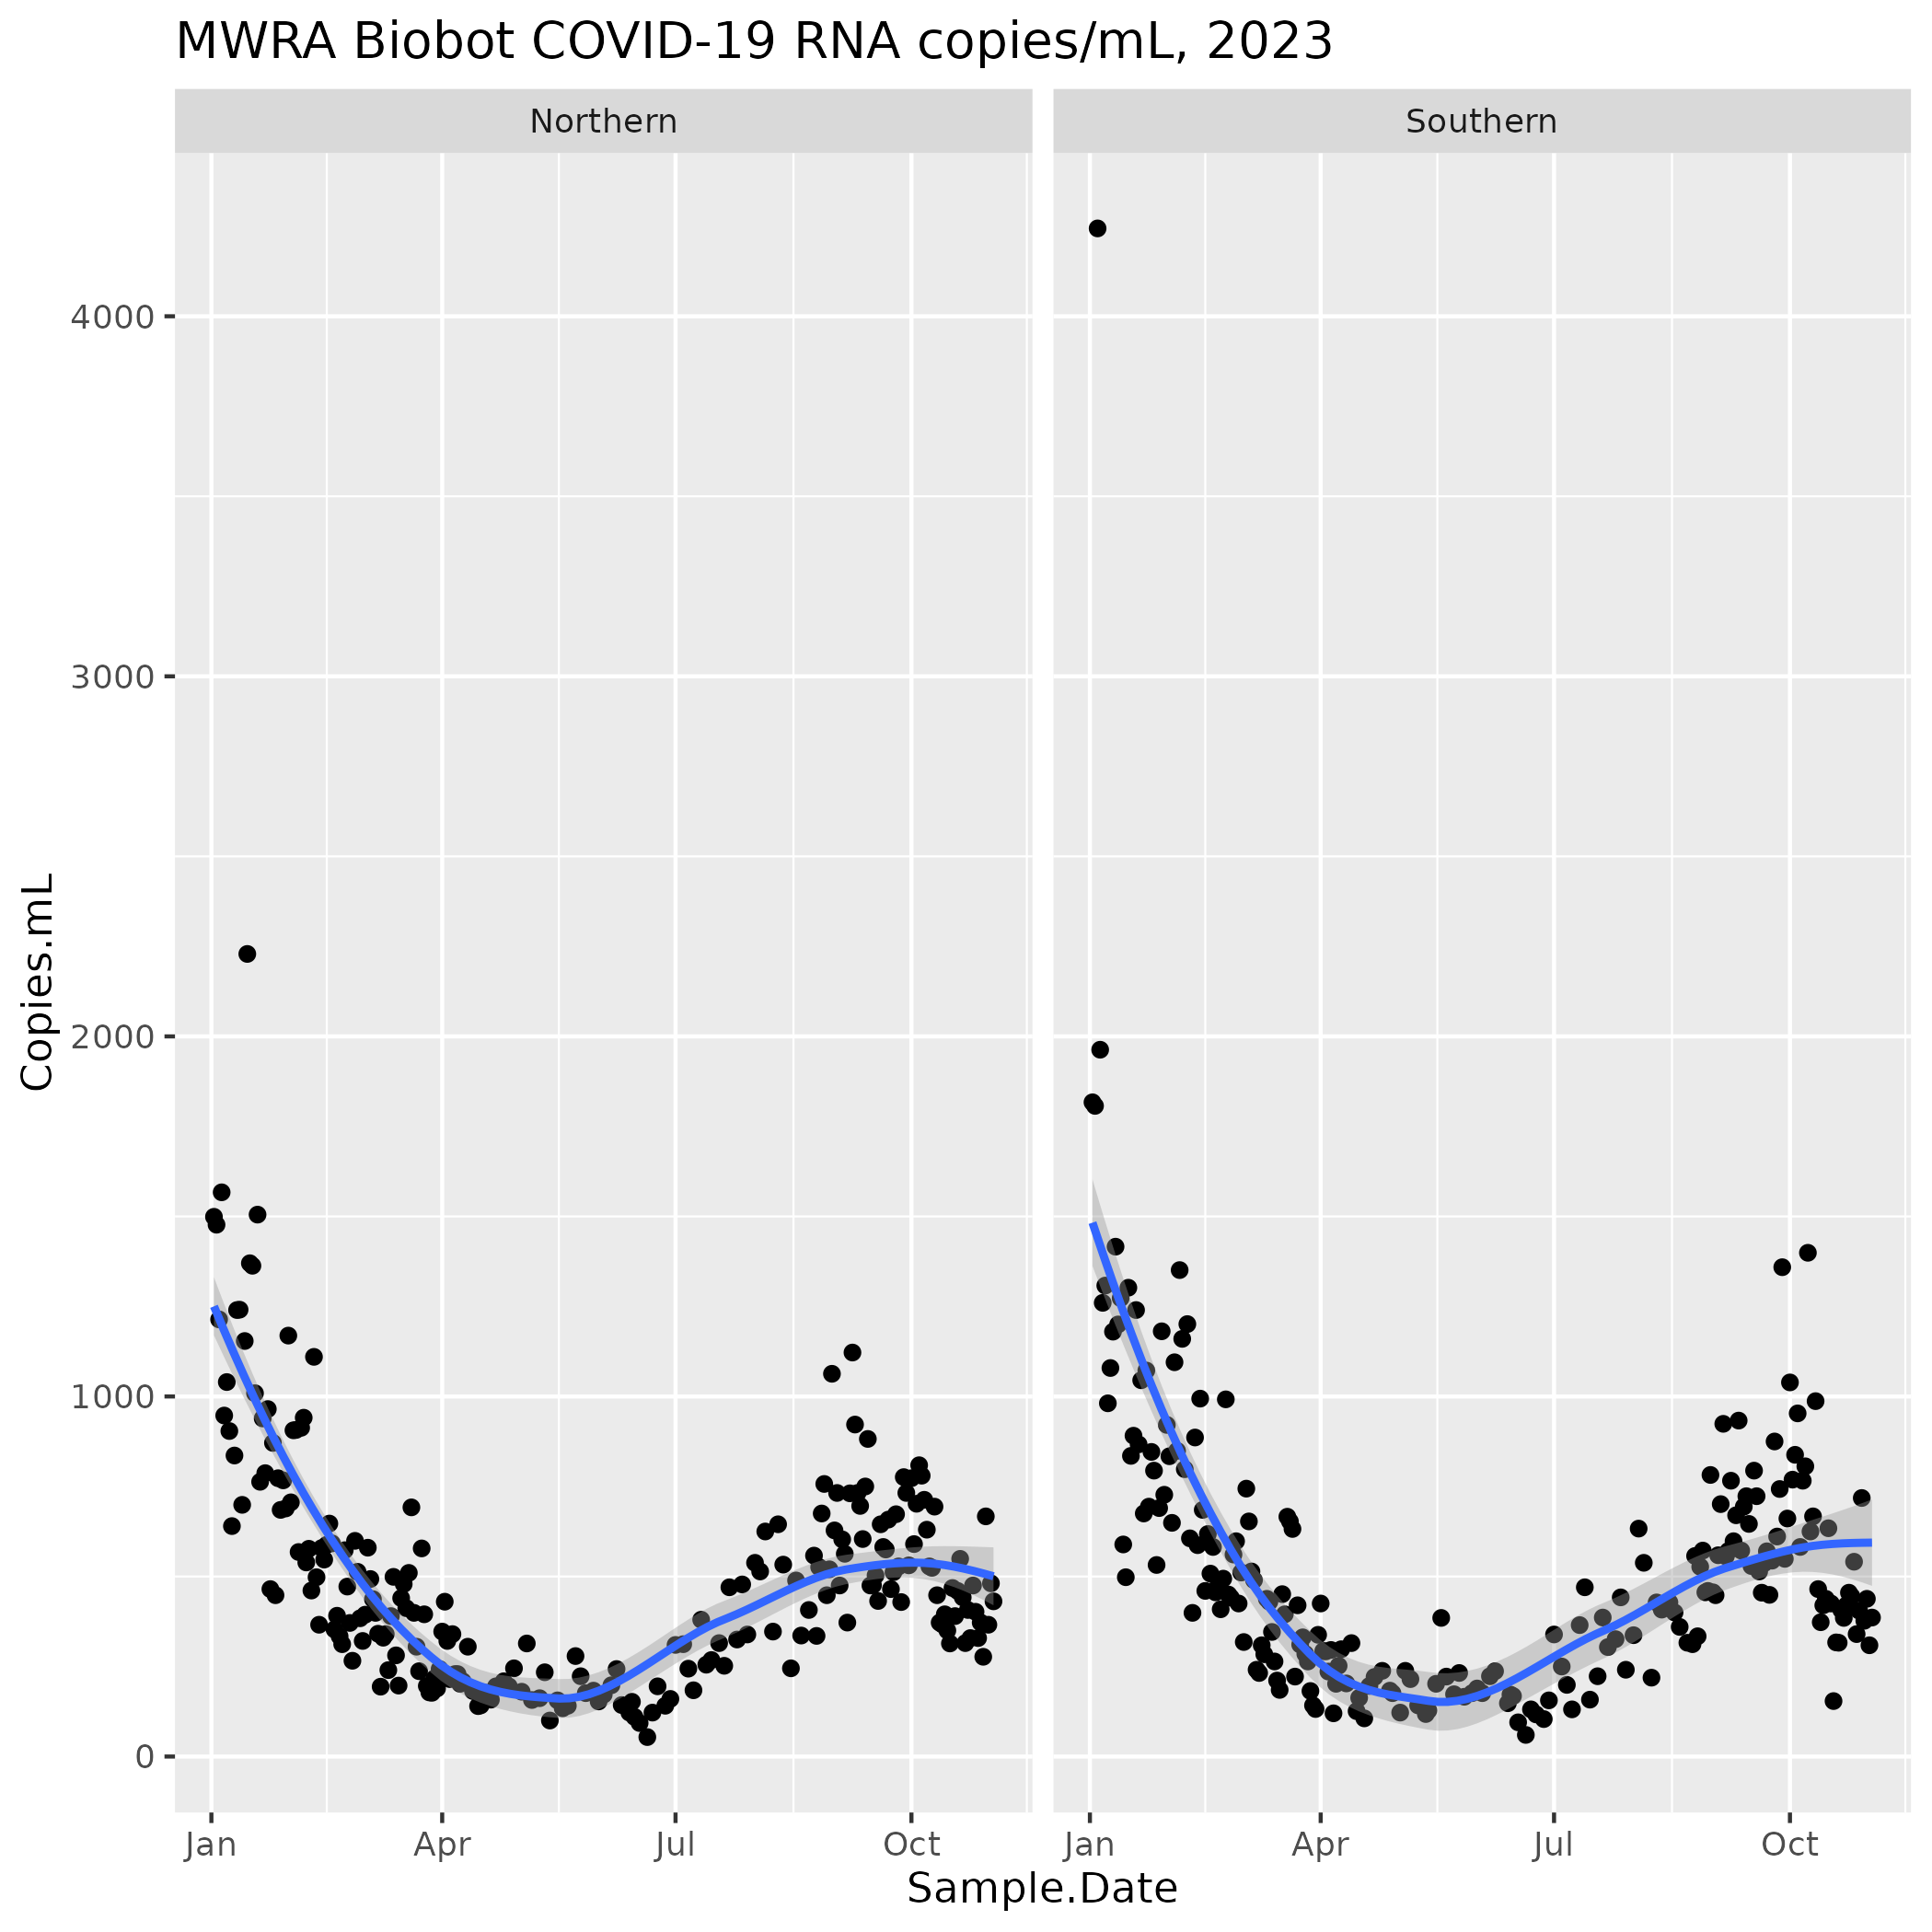 MWRA Biobot COVID-19 RNA copies/mL, 2023
Northern
Southern
Copies.mL
4000
3000
2000
1000
0
Jan
Apr
Jul
Oct
Jan
Apr
Jul
Oct
Sample.Date